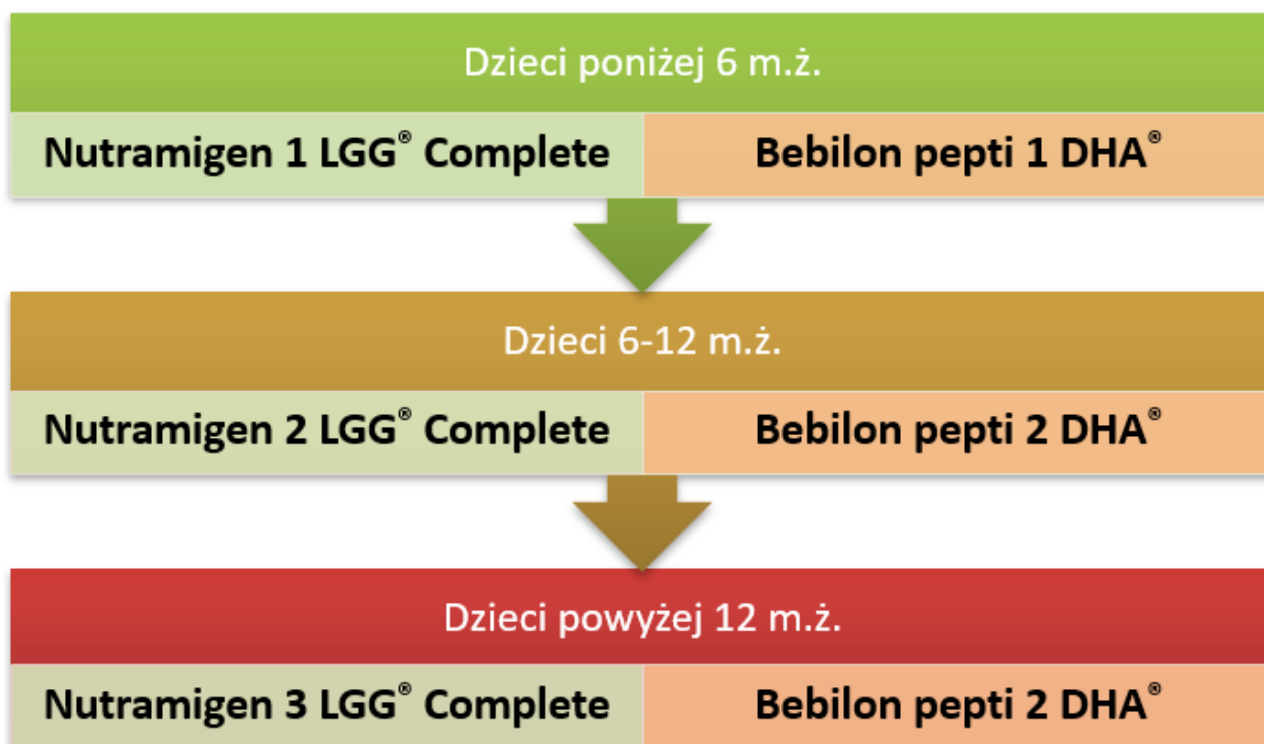 Dzieci poniżej 6 m.ż.
Nutramigen 1 LGG® Complete
Bebilon pepti 1 DHA®
Dzieci 6-12 m.ż.
Nutramigen 2 LGG® Complete
Bebilon pepti 2 DHA®
Dzieci powyżej 12 m.ż.
Nutramigen 3 LGG® Complete
Bebilon pepti 2 DHA®